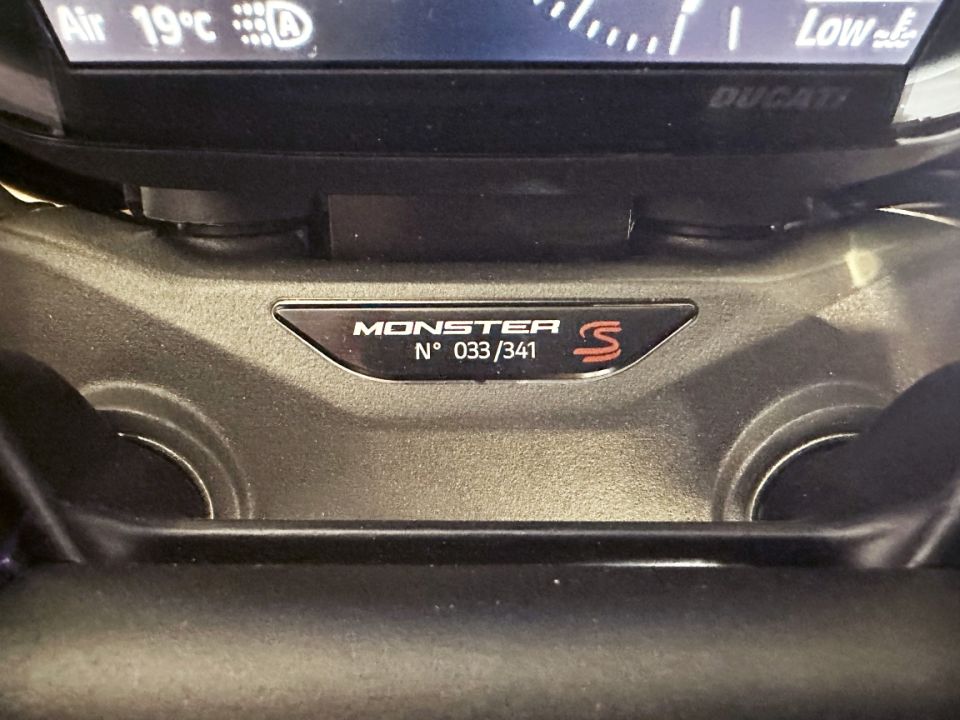 Air 19°C A Low
DUCATI
MONSTER S
N° 033/341